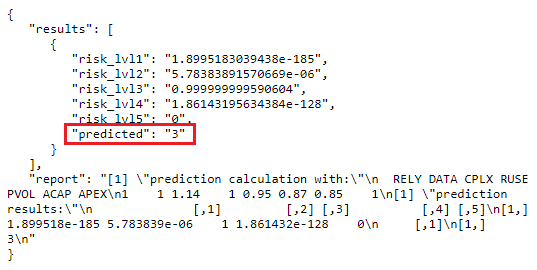 {
"results": [
{
"risk_lvl1": "1.8995183039438e-185",
"risk_lvl2": "5.78383891570669e-06",
"risk_lvl3": "0.999999999590604",
"risk_lvl4": "1.86143195634384e-128",
"risk_lvl5": "0",
"predicted": "3"
}
],
"report": "[1] \"prediction calculation with:\"\n  RELY DATA CPLX RUSE
PVOL ACAP APEX\n1    1 1.14    1 0.95 0.87 0.85    1\n[1] \"prediction
results:\"\n              [,1]         [,2] [,3]          [,4] [,5]\n[1,]
1.899518e-185 5.783839e-06    1 1.861432e-128    0\n     [,1]\n[1,]
3\n"
}